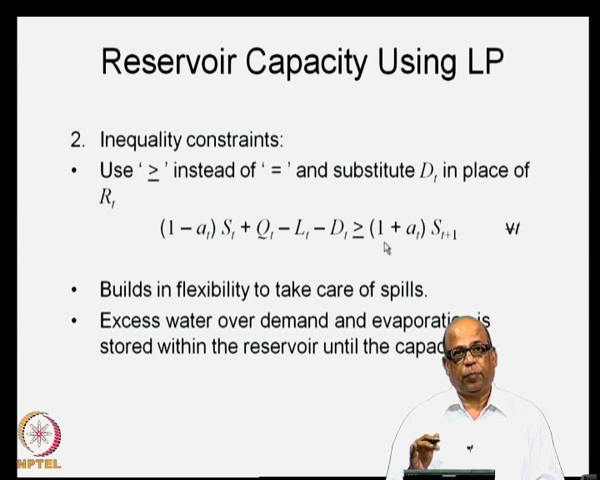 Reservoir Capacity Using LP
2. Inequality constraints:
• Use ‘ ≥ ’ instead of ‘ = ’ and substitute Dₜ in place of
Rₜ
(1 – aₜ) Sₜ + Qₜ – Lₜ – Dₜ ≥ (1 + aₜ) Sₜ₊₁ ∀t
• Builds in flexibility to take care of spills.
• Excess water over demand and is
stored within the reservoir until the
NPTEL